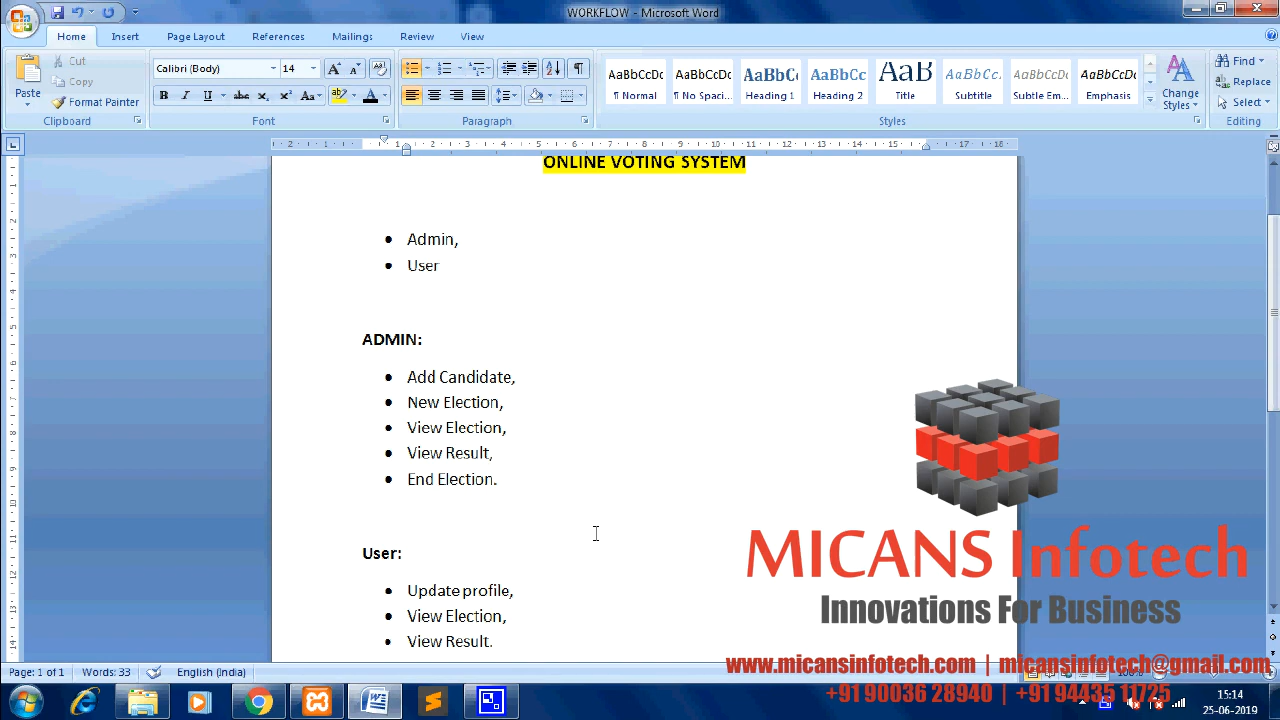 WORKFLOW - Microsoft Word
Home Insert Page Layout References Mailings Review View
Paste
Cut
Copy
Format Painter
Clipboard
Calibri (Body) 14
Font
Paragraph
AaBbCcDc AaBbCcDc AaBbCc AaBbCc AaB AaBbCc. AaBbCcDc AaBbCcDc
¶ Normal ¶ No Spaci... Heading 1 Heading 2 Title Subtitle Subtle Em... Emphasis
Change Styles
Styles
Find
Replace
Select
Editing
ONLINE VOTING SYSTEM
• Admin,
• User
ADMIN:
• Add Candidate,
• New Election,
• View Election,
• View Result,
• End Election.
User:
• Update profile,
• View Election,
• View Result.
MICANS Infotech
Innovations For Business
www.micansinfotech.com | micansinfotech@gmail.com
+91 90036 28940 | +91 94435 11725
Page: 1 of 1 Words: 33 English (India) 100%
15:14
25-06-2019